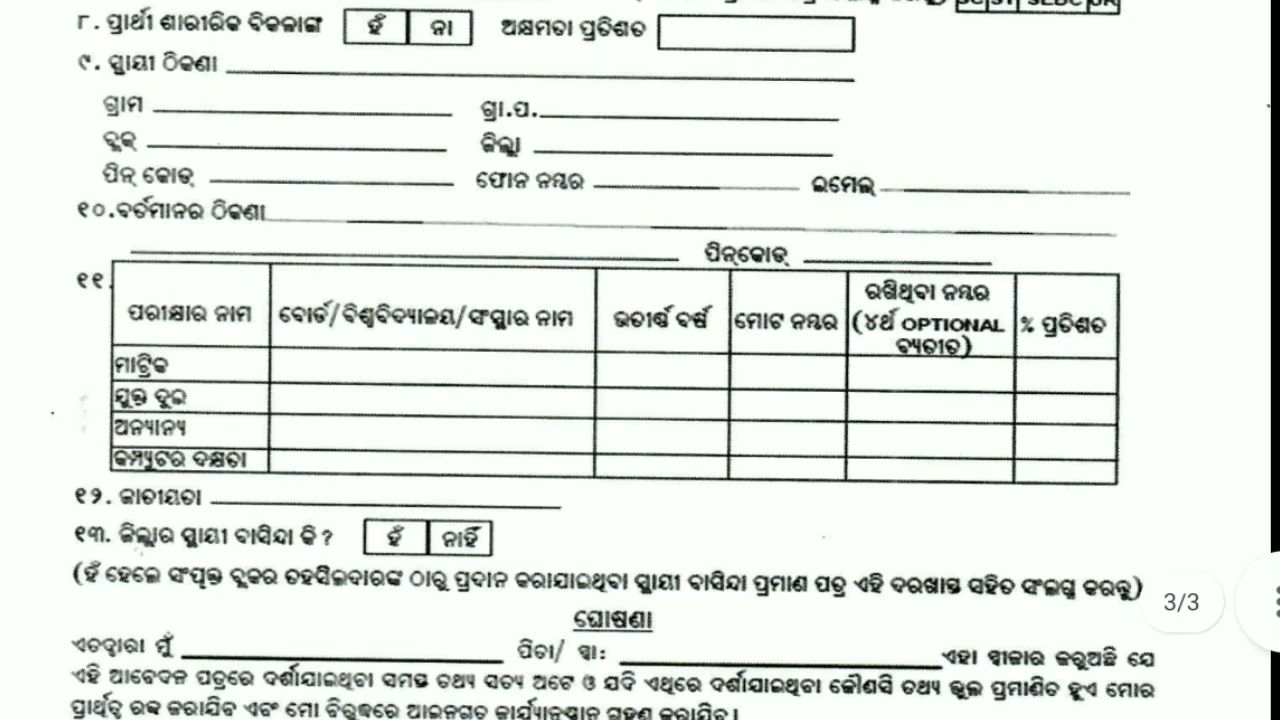 SC ST SEBC UR
୮. ପ୍ରାର୍ଥୀ ଶାରୀରିକ ବିକଳାଙ୍ଗ ହଁ ନା ଅକ୍ଷମତା ପ୍ରତିଶତ
୯. ସ୍ଥାୟୀ ଠିକଣା
ଗ୍ରାମ ଗ୍ରା.ପ.
ବ୍ଲକ୍ ଜିଲ୍ଲା
ପିନ୍ କୋଡ୍ ଫୋନ ନମ୍ବର ଇମେଲ୍
୧୦.ବର୍ତମାନର ଠିକଣା
ପିନ୍‌କୋଡ୍
୧୧.
ପରୀକ୍ଷାର ନାମ ବୋର୍ଡ/ବିଶ୍ୱବିଦ୍ୟାଳୟ/ସଂସ୍ଥାର ନାମ ଉତୀର୍ଣ୍ଣ ବର୍ଷ ମୋଟ ନମ୍ବର ରଖିଥିବା ନମ୍ବର (୪ର୍ଥ OPTIONAL ବ୍ୟତୀତ) % ପ୍ରତିଶତ
ମାଟ୍ରିକ
ଯୁକ୍ତ ଦୁଇ
ଅନ୍ୟାନ୍ୟ
କମ୍ପ୍ୟୁଟର ଦକ୍ଷତା
୧୨. ଜାତୀୟତା
୧୩. ଜିଲ୍ଲାର ସ୍ଥାୟୀ ବାସିନ୍ଦା କି ? ହଁ ନାହିଁ
(ହଁ ହେଲେ ସଂପୃକ୍ତ ବ୍ଲକର ତହସିଲଦାରଙ୍କ ଠାରୁ ପ୍ରଦାନ କରାଯାଇଥିବା ସ୍ଥାୟୀ ବାସିନ୍ଦା ପ୍ରମାଣ ପତ୍ର ଏହି ଦରଖାସ୍ତ ସହିତ ସଂଲଗ୍ନ କରନ୍ତୁ)
3/3
ଘୋଷଣା
ଏତଦ୍ୱାରା ମୁଁ ପିତା/ ସ୍ୱା: ଏହା ସ୍ୱୀକାର କରୁଅଛି ଯେ
ଏହି ଆବେଦନ ପତ୍ରରେ ଦର୍ଶାଯାଇଥିବା ସମସ୍ତ ତଥ୍ୟ ସତ୍ୟ ଅଟେ ଓ ଯଦି ଏଥିରେ ଦର୍ଶାଯାଇଥିବା କୌଣସି ତଥ୍ୟ ଭୁଲ ପ୍ରମାଣିତ ହୁଏ ମୋର
ପ୍ରାର୍ଥିତ୍ୱ ରଦ୍ଦ କରାଯିବ ଏବଂ ମୋ ବିରୁଦ୍ଧରେ ଆଇନଗତ କାର୍ଯ୍ୟାନୁଷ୍ଠାନ ଗ୍ରହଣ କରାଯିବ।